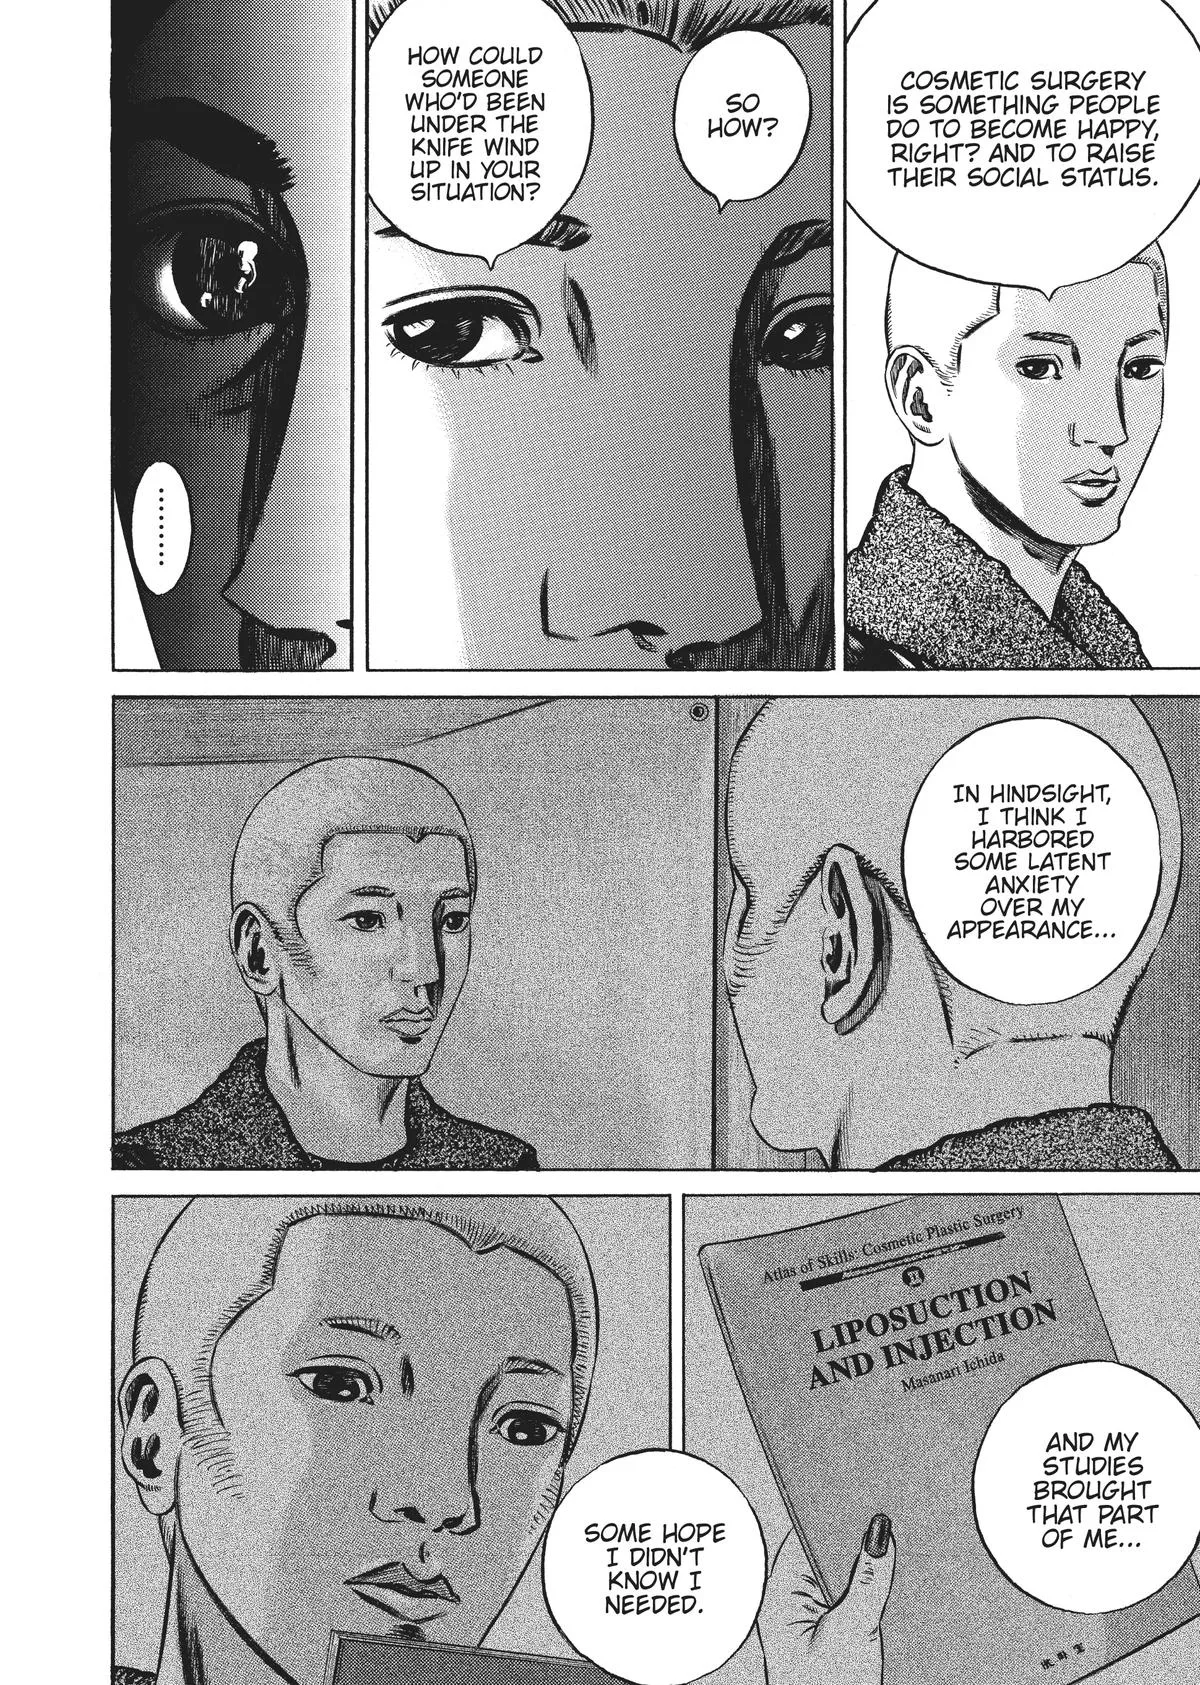 COSMETIC SURGERY
IS SOMETHING PEOPLE
DO TO BECOME HAPPY,
RIGHT? AND TO RAISE
THEIR SOCIAL STATUS.
SO
HOW?
HOW COULD
SOMEONE
WHO'D BEEN
UNDER THE
KNIFE WIND
UP IN YOUR
SITUATION?
.........
IN HINDSIGHT,
I THINK I
HARBORED
SOME LATENT
ANXIETY
OVER MY
APPEARANCE...
Atlas of Skills: Cosmetic Plastic Surgery
II
LIPOSUCTION
AND INJECTION
Masanari Ichida
AND MY
STUDIES
BROUGHT
THAT PART
OF ME...
SOME HOPE
I DIDN'T
KNOW I
NEEDED.